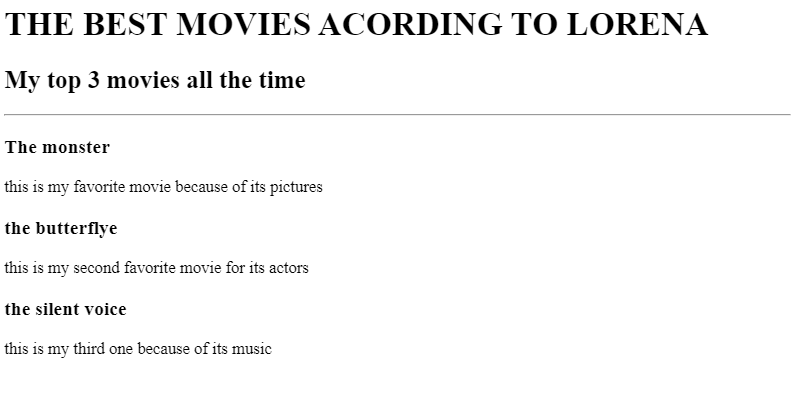 THE BEST MOVIES ACORDING TO LORENA
My top 3 movies all the time
The monster
this is my favorite movie because of its pictures
the butterflye
this is my second favorite movie for its actors
the silent voice
this is my third one because of its music